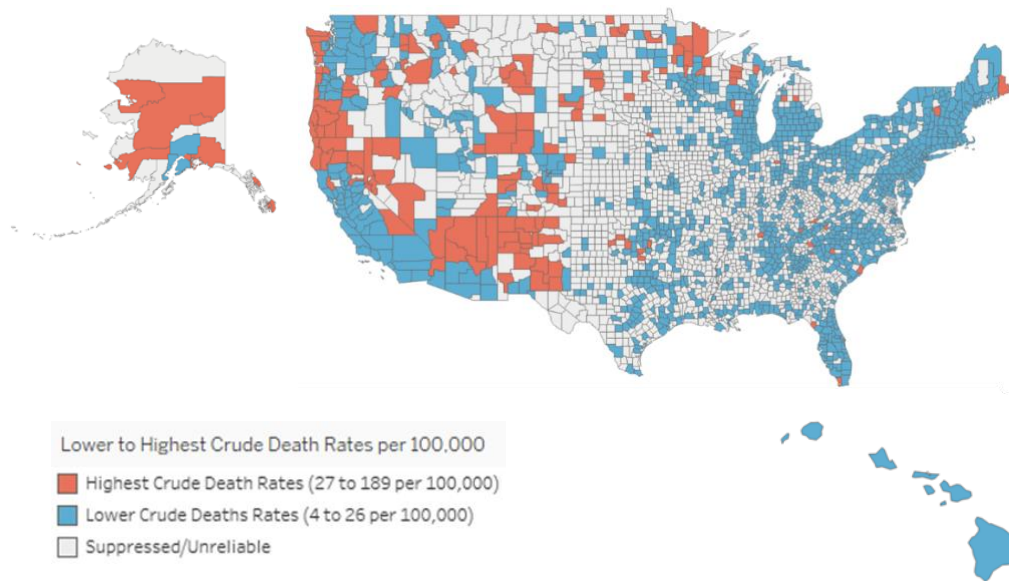 Lower to Highest Crude Death Rates per 100,000
Highest Crude Death Rates (27 to 189 per 100,000)
Lower Crude Deaths Rates (4 to 26 per 100,000)
Suppressed/Unreliable